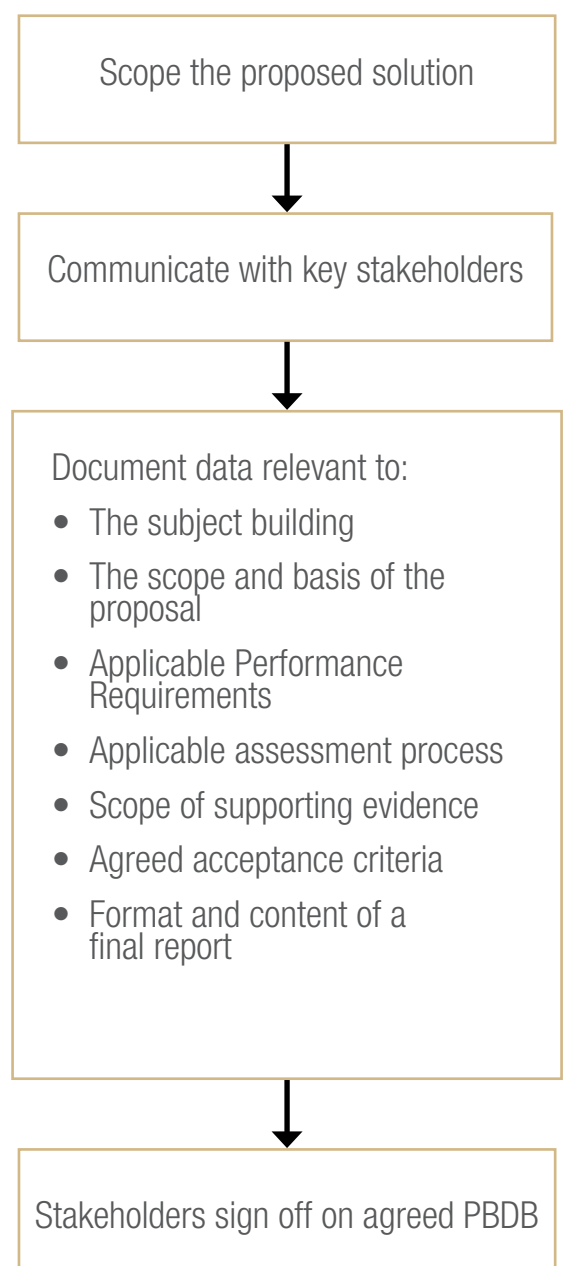 Scope the proposed solution
Communicate with key stakeholders
Document data relevant to:
• The subject building
• The scope and basis of the
proposal
• Applicable Performance
Requirements
• Applicable assessment process
• Scope of supporting evidence
• Agreed acceptance criteria
• Format and content of a
final report
Stakeholders sign off on agreed PBDB